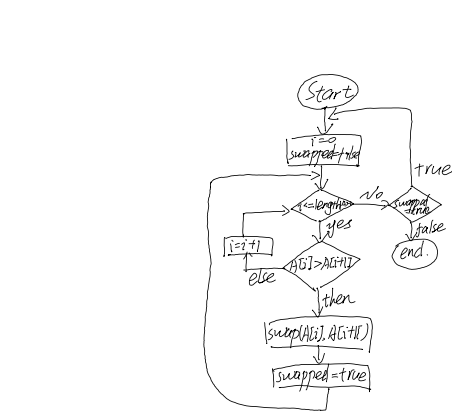 Start
i=0
swapped=false
i<=length
No
swapped
=true
true
false
end.
yes
i=i+1
A[i]>A[i+1]
else
then
swap(A[i],A[i+1])
swapped=true